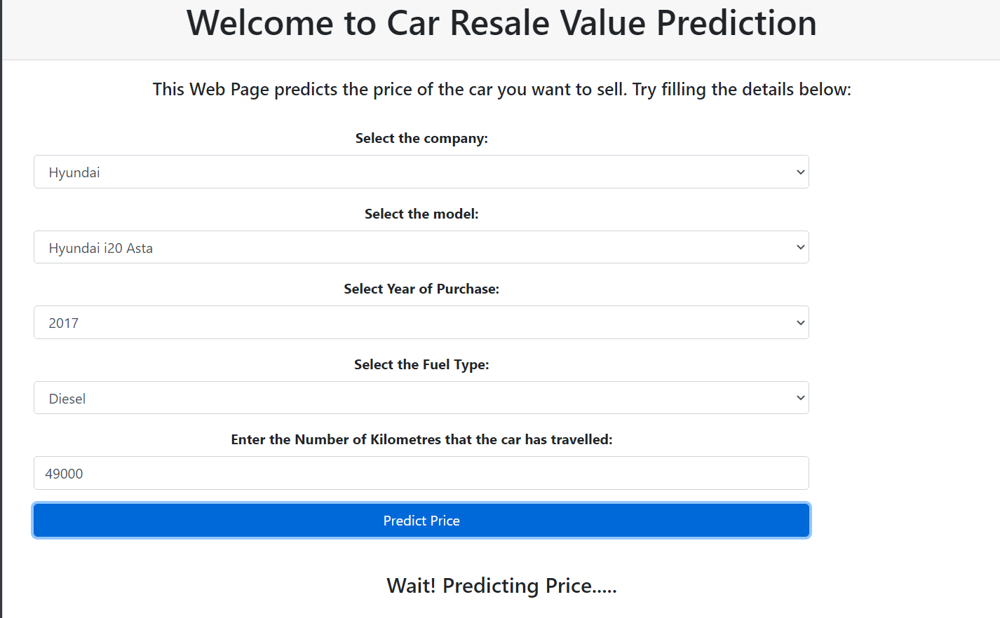 Welcome to Car Resale Value Prediction
This Web Page predicts the price of the car you want to sell. Try filling the details below:
Select the company:
Hyundai
Select the model:
Hyundai i20 Asta
Select Year of Purchase:
2017
Select the Fuel Type:
Diesel
Enter the Number of Kilometres that the car has travelled:
49000
Predict Price
Wait! Predicting Price.....